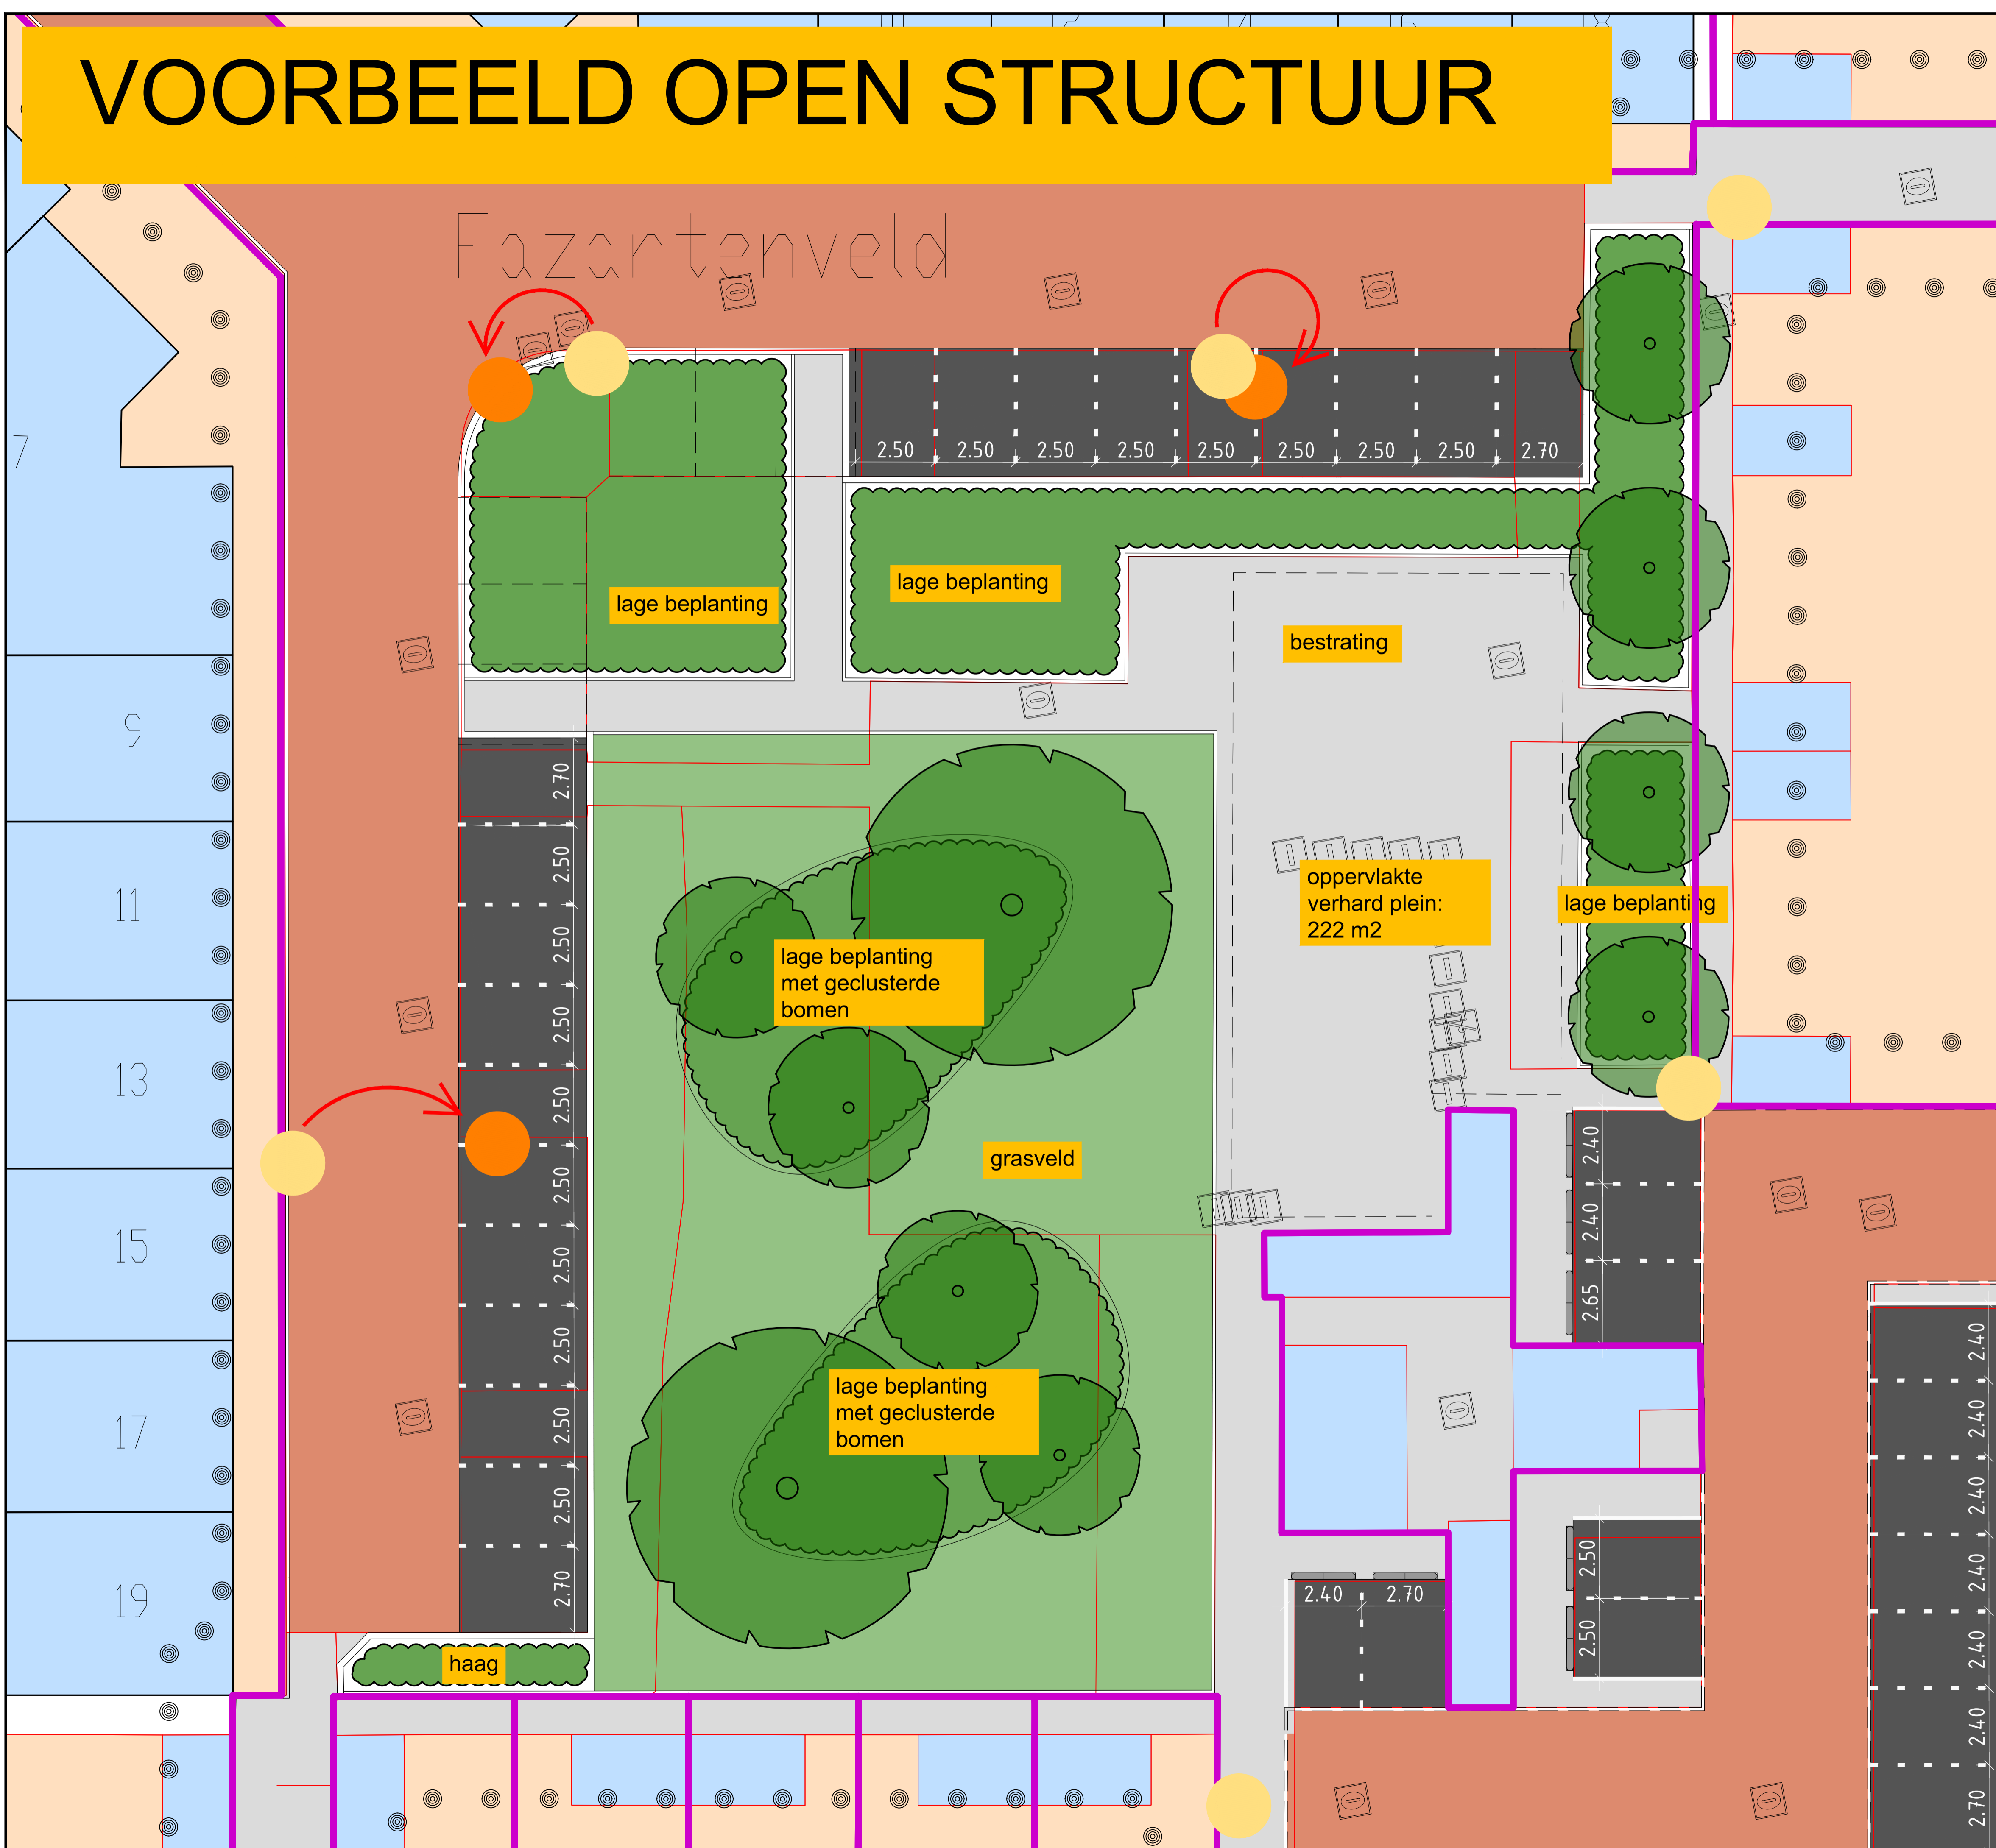 VOORBEELD OPEN STRUCTUUR
Fazantenveld
7
2.50 2.50 2.50 2.50 2.50 2.50 2.50 2.50 2.70
lage beplanting
lage beplanting
bestrating
9
2.70
2.50
11
2.50
2.50
13
2.50
2.50
15
2.50
2.50
17
2.50
2.50
19
2.70
oppervlakte
verhard plein:
222 m2
lage beplanting
lage beplanting
met geclusterde
bomen
grasveld
2.40
2.40
2.65
lage beplanting
met geclusterde
bomen
2.50
2.50
2.40 2.70
2.40
2.40
2.40
2.40
2.40
2.40
2.70
haag